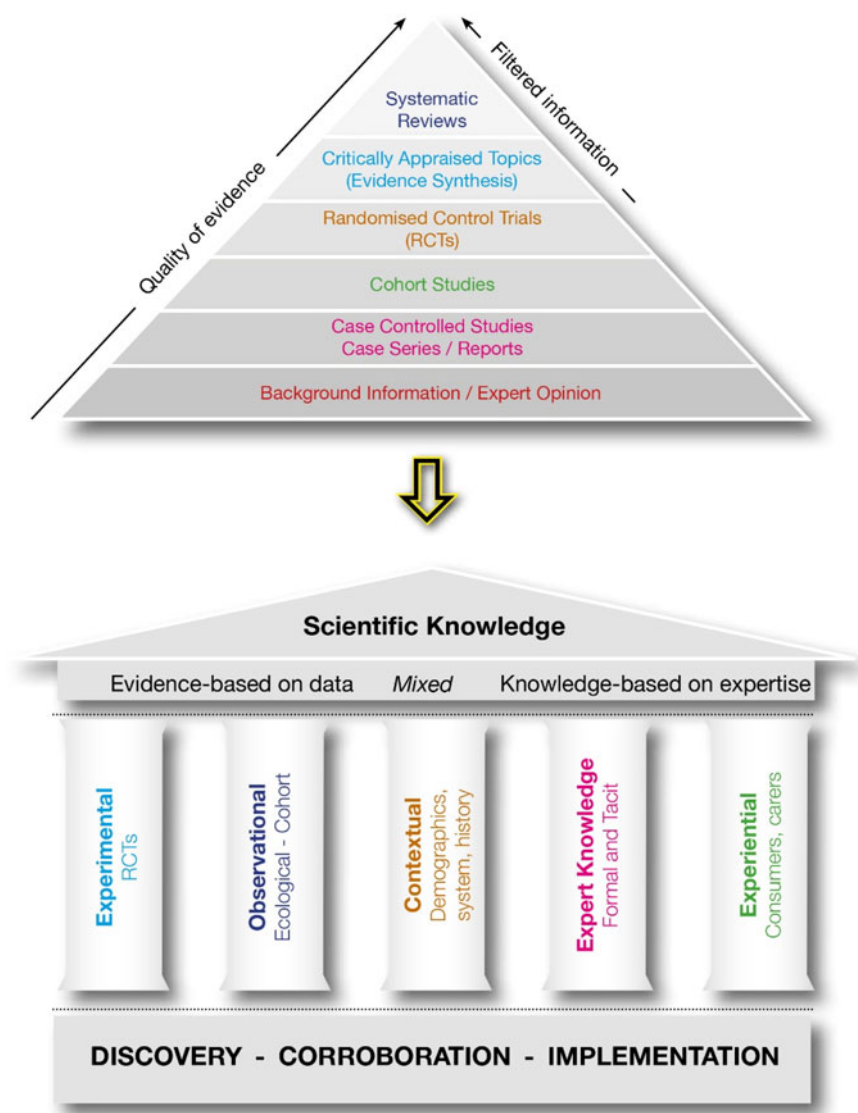 Quality of evidence
Filtered information
Systematic
Reviews
Critically Appraised Topics
(Evidence Synthesis)
Randomised Control Trials
(RCTs)
Cohort Studies
Case Controlled Studies
Case Series / Reports
Background Information / Expert Opinion
Scientific Knowledge
Evidence-based on data Mixed Knowledge-based on expertise
Experimental
RCTs
Observational
Ecological - Cohort
Contextual
Demographics,
system, history
Expert Knowledge
Formal and Tacit
Experiential
Consumers, carers
DISCOVERY - CORROBORATION - IMPLEMENTATION